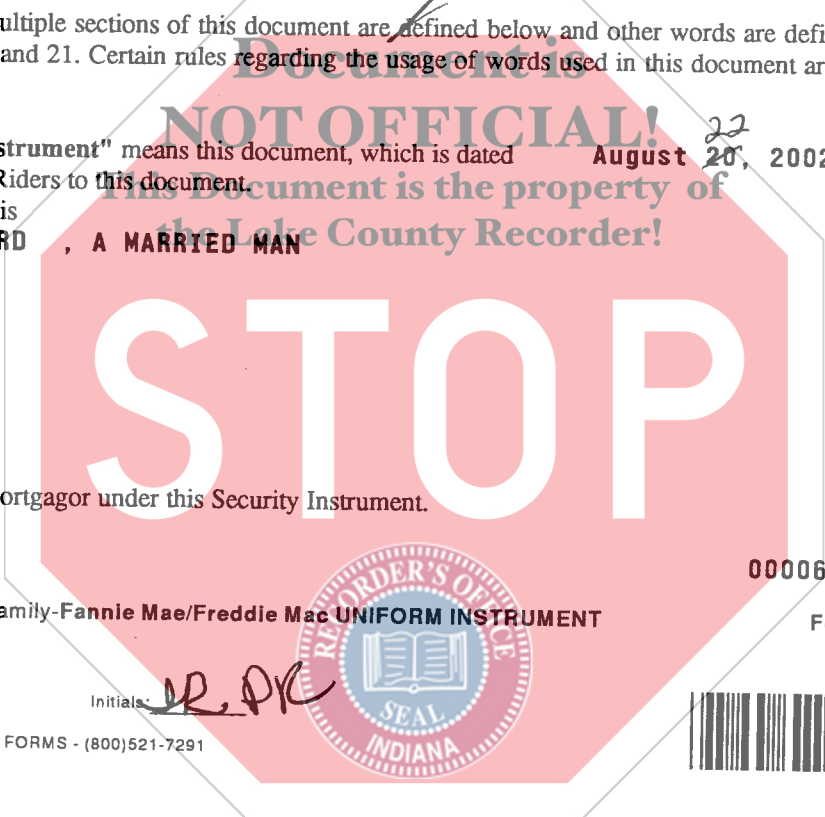 ultiple sections of this document are defined below and other words are defi
and 21. Certain rules regarding the usage of words used in this document ar
Document is
NOT OFFICIAL!
22
strument" means this document, which is dated August 20, 2002
Riders to this document.
This Document is the property of
is
the Lake County Recorder!
RD , A MARRIED MAN
STOP
ortgagor under this Security Instrument.
00006
RECORDER'S OFFICE
amily-Fannie Mae/Freddie Mac UNIFORM INSTRUMENT
F
Initials:
SEAL
INDIANA
FORMS - (800)521-7291